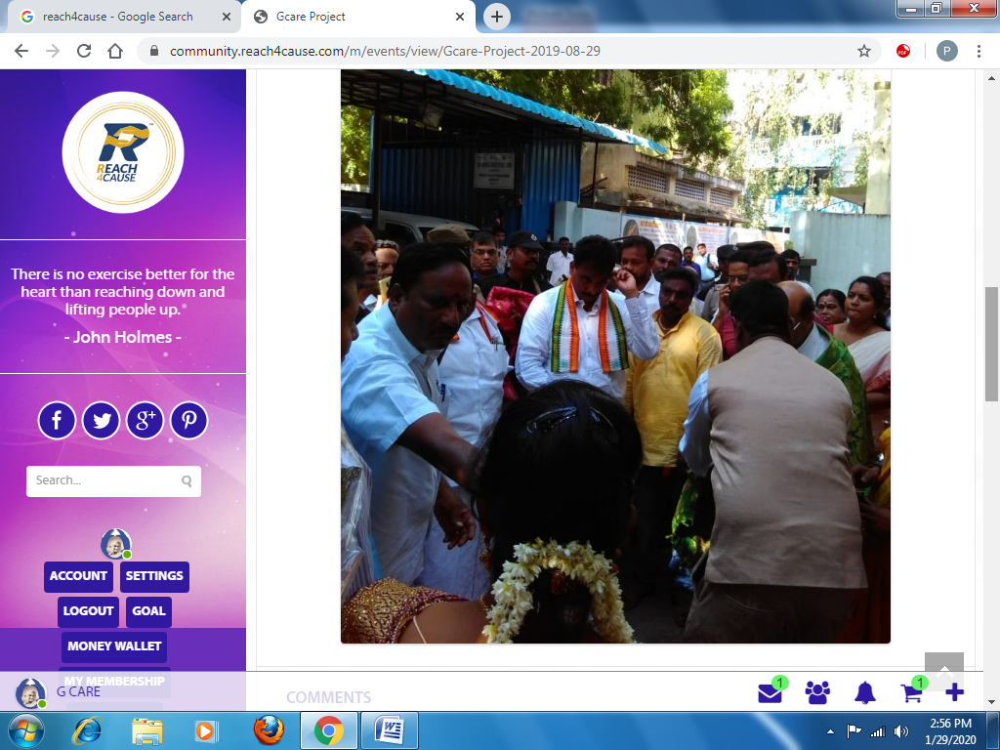 reach4cause - Google Search
Gcare Project
community.reach4cause.com/m/events/view/Gcare-Project-2019-08-29
P
REACH
4CAUSE
There is no exercise better for the
heart than reaching down and
lifting people up.
- John Holmes -
Search...
ACCOUNT
SETTINGS
LOGOUT
GOAL
MONEY WALLET
MY MEMBERSHIP
G CARE
COMMENTS
1
1
2:56 PM
1/29/2020